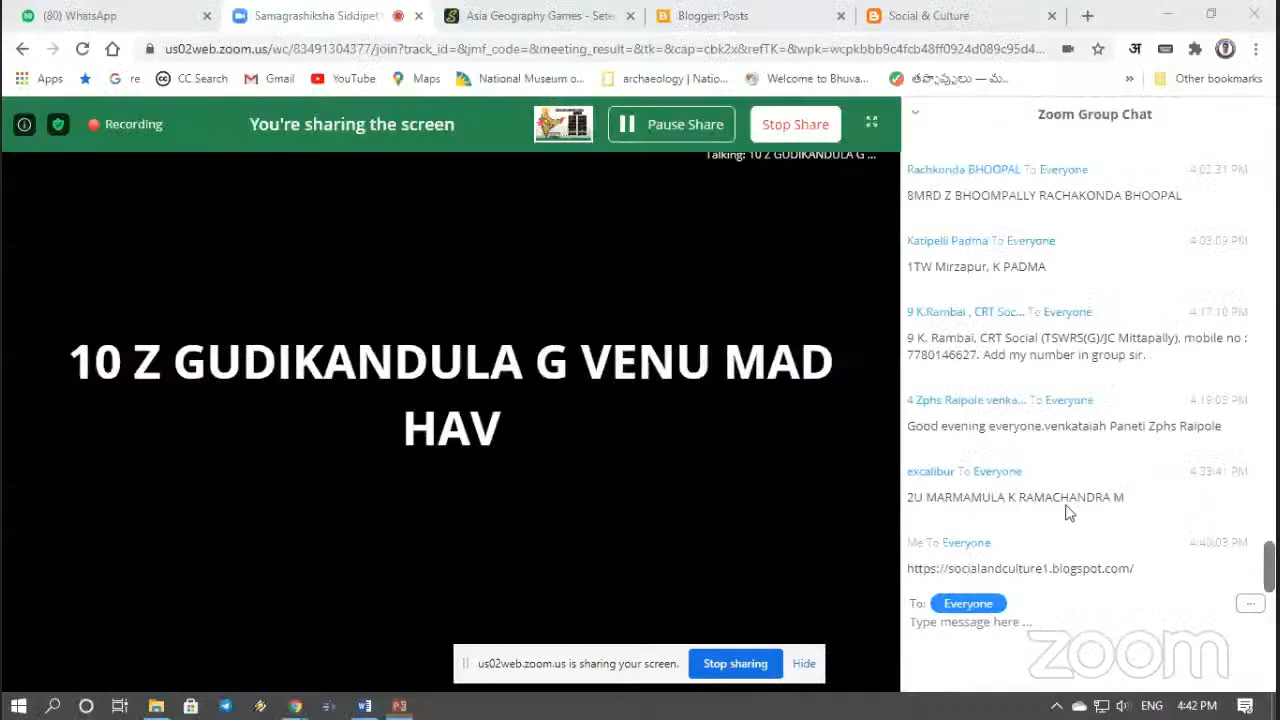 (80) WhatsApp
Samagrashiksha Siddipet
Asia Geography Games - Seter
Blogger: Posts
Social & Culture
us02web.zoom.us/wc/83491304377/join?track_id=&jmf_code=&meeting_result=&tk=&cap=cbk2x&refTK=&wpk=wcpkbbb9c4fcb48ff0924d089c95d4...
Apps
re
CC Search
Gmail
YouTube
Maps
National Museum o...
archaeology | Natio...
Welcome to Bhuva...
తప్పొప్పులు — మ...
Other bookmarks
Recording
You're sharing the screen
Pause Share
Stop Share
Talking: 10 Z GUDIKANDULA G ...
10 Z GUDIKANDULA G VENU MAD
HAV
us02web.zoom.us is sharing your screen.
Stop sharing
Hide
Zoom Group Chat
Rachkonda BHOOPAL To Everyone 4:02:31 PM
8MRD Z BHOOMPALLY RACHAKONDA BHOOPAL
Katipelli Padma To Everyone 4:03:09 PM
1TW Mirzapur, K PADMA
9 K.Rambai , CRT Soc... To Everyone 4:17:10 PM
9 K. Rambai, CRT Social (TSWRS(G)/JC Mittapally), mobile no :
7780146627. Add my number in group sir.
4 Zphs Raipole.venka... To Everyone 4:19:03 PM
Good evening everyone.venkataiah Paneti Zphs Raipole
excalibur To Everyone 4:33:41 PM
2U MARMAMULA K RAMACHANDRA M
Me To Everyone
https://socialandculture1.blogspot.com/
To: Everyone
Type message here ...
zoom
ENG
4:42 PM